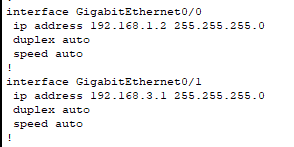 interface GigabitEthernet0/0
 ip address 192.168.1.2 255.255.255.0
 duplex auto
 speed auto
!
interface GigabitEthernet0/1
 ip address 192.168.3.1 255.255.255.0
 duplex auto
 speed auto
!